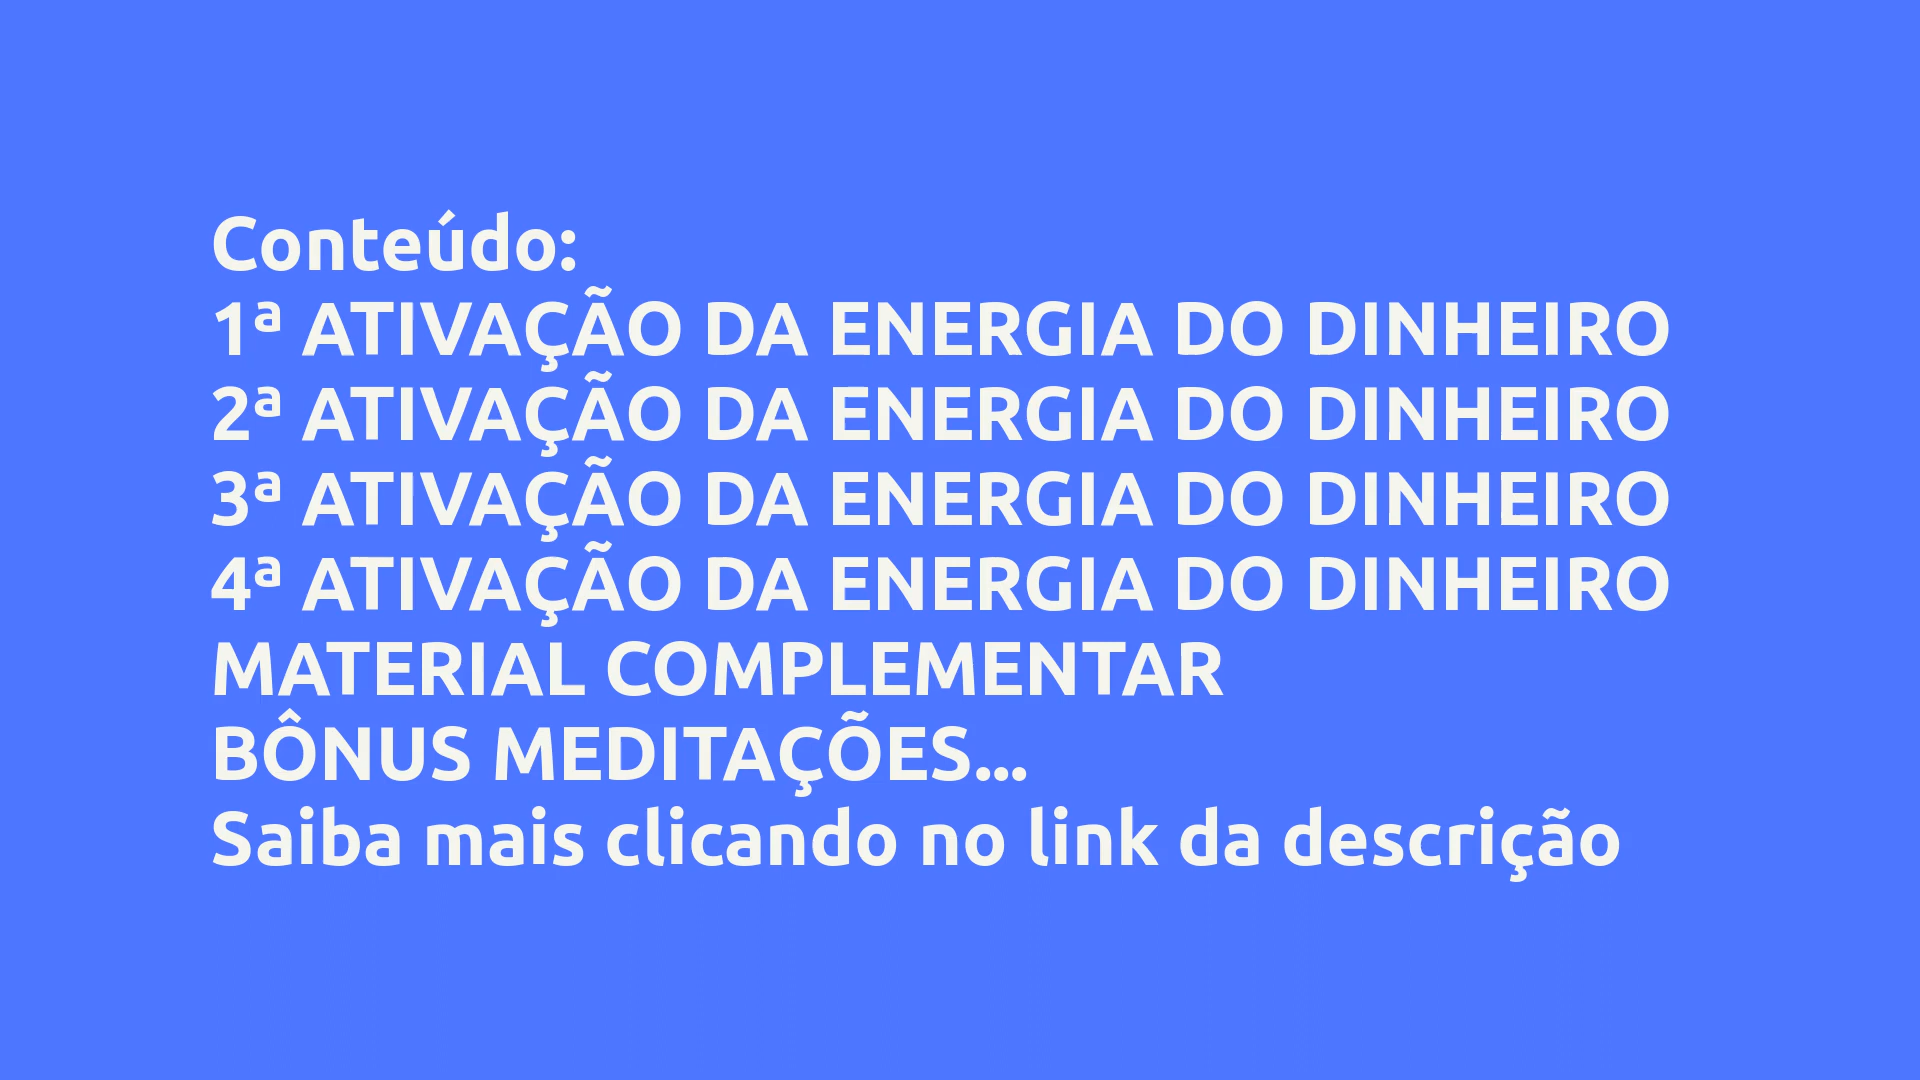 Conteúdo:
1ª ATIVAÇÃO DA ENERGIA DO DINHEIRO
2ª ATIVAÇÃO DA ENERGIA DO DINHEIRO
3ª ATIVAÇÃO DA ENERGIA DO DINHEIRO
4ª ATIVAÇÃO DA ENERGIA DO DINHEIRO
MATERIAL COMPLEMENTAR
BÔNUS MEDITAÇÕES...
Saiba mais clicando no link da descrição